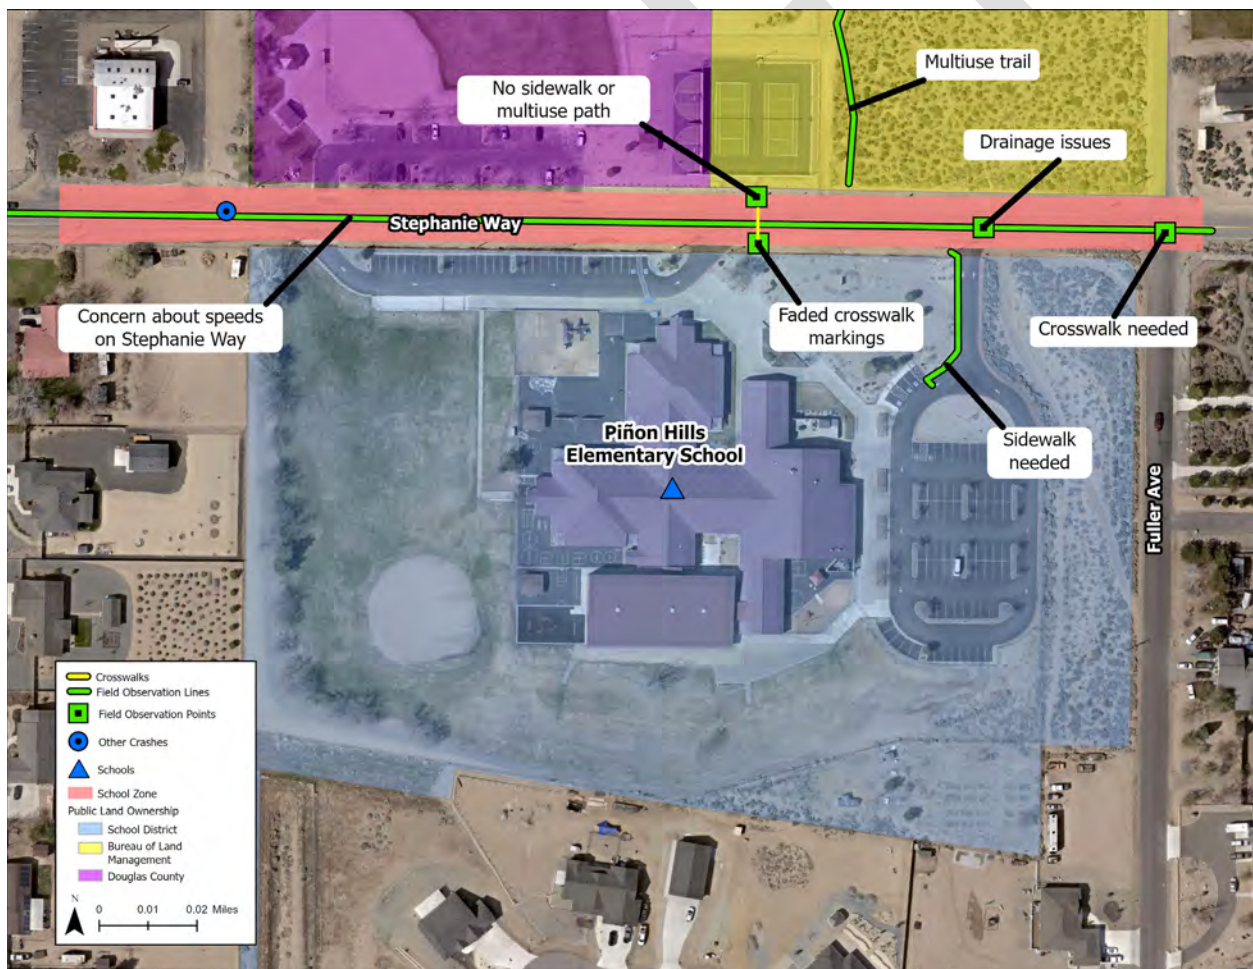 Multiuse trail
No sidewalk or
multiuse path
Drainage issues
Stephanie Way
Concern about speeds
on Stephanie Way
Faded crosswalk
markings
Crosswalk needed
Sidewalk
needed
Piñon Hills
Elementary School
Fuller Ave
Crosswalks
Field Observation Lines
Field Observation Points
Other Crashes
Schools
School Zone
Public Land Ownership
School District
Bureau of Land
Management
Douglas County
N
0 0.01 0.02 Miles